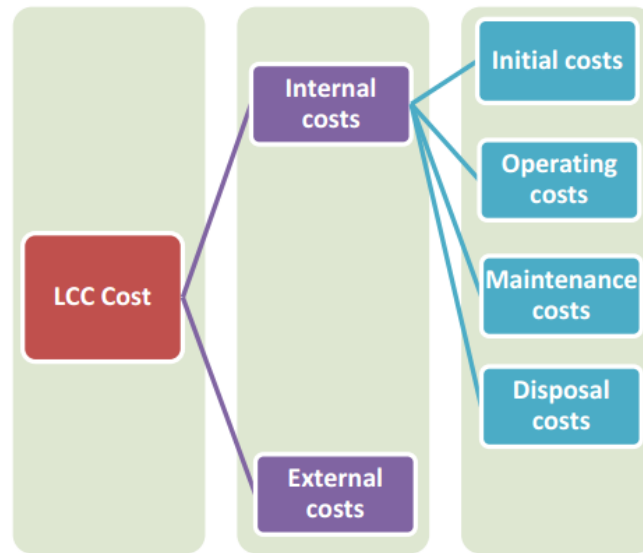 LCC Cost
Internal
costs
External
costs
Initial costs
Operating
costs
Maintenance
costs
Disposal
costs